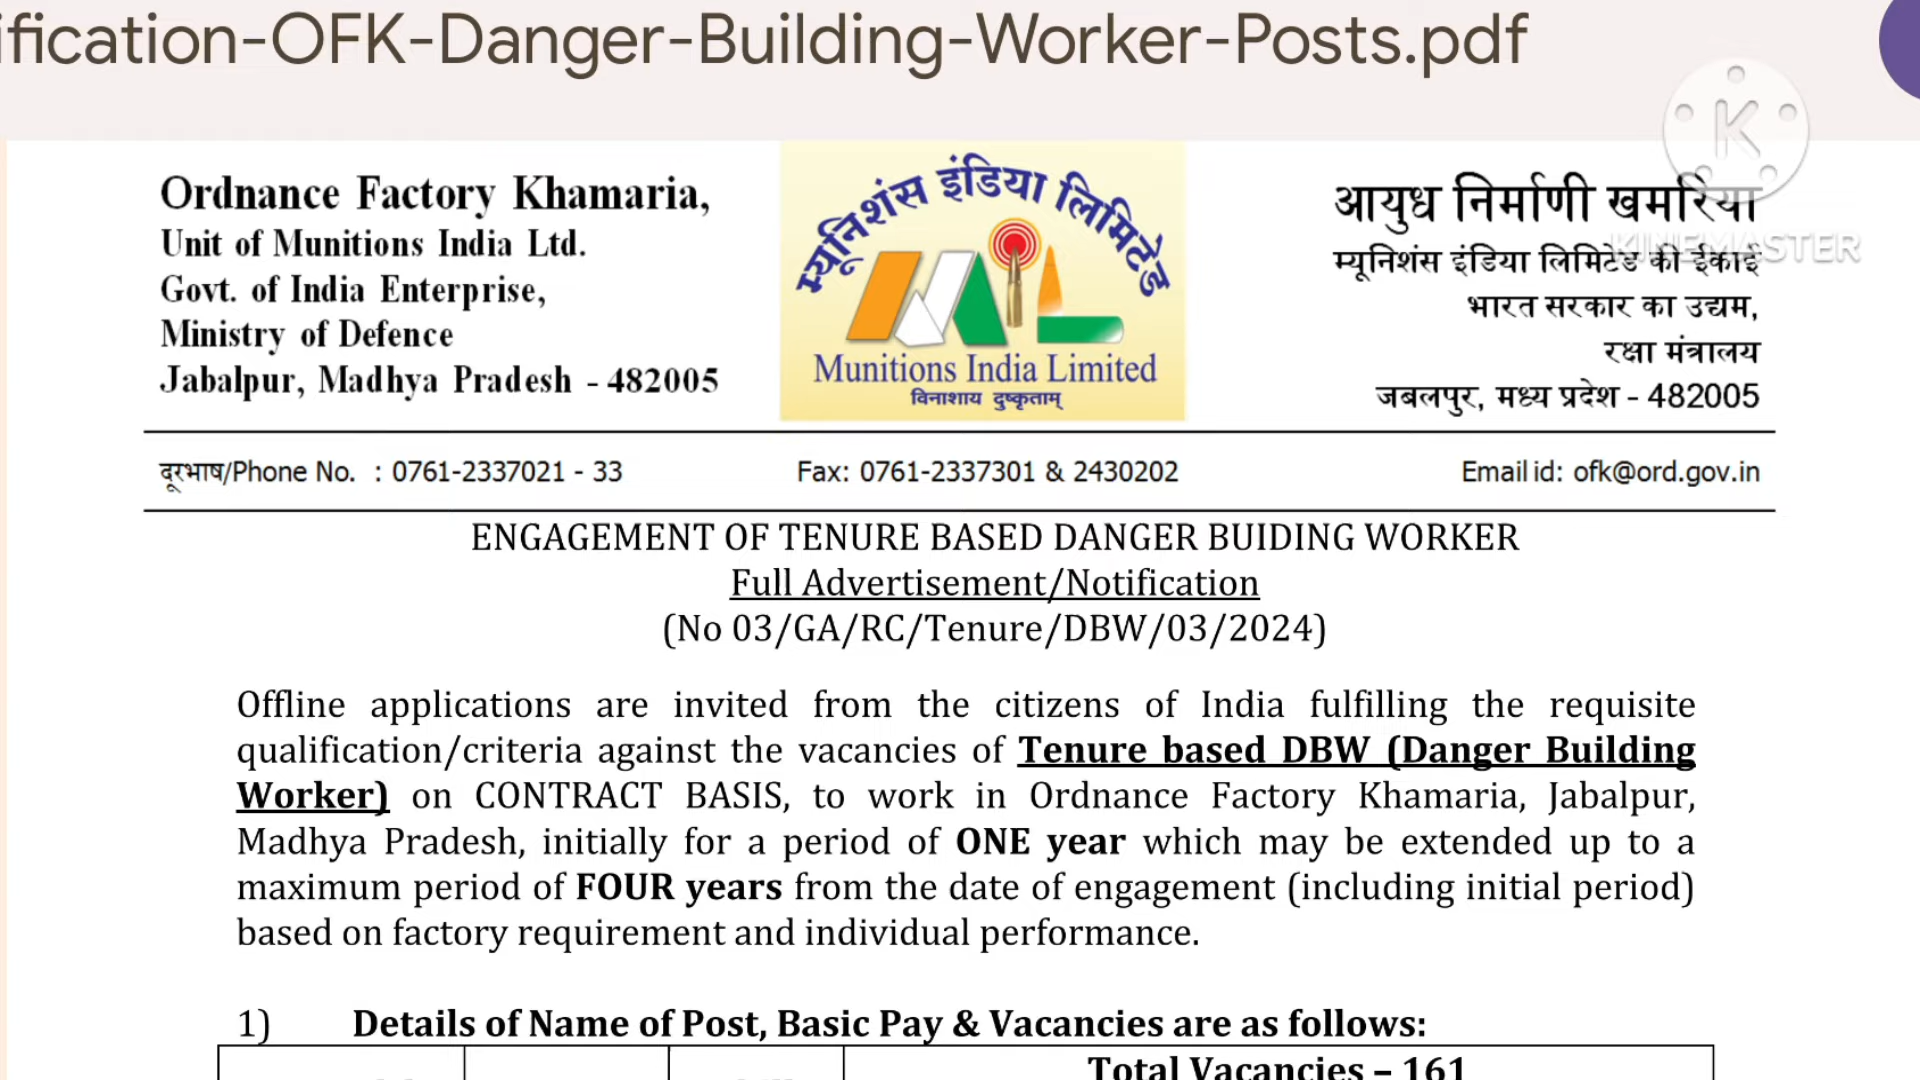 ification-OFK-Danger-Building-Worker-Posts.pdf
Ordnance Factory Khamaria,
Unit of Munitions India Ltd.
Govt. of India Enterprise,
Ministry of Defence
Jabalpur, Madhya Pradesh - 482005
म्यूनिशंस इंडिया लिमिटेड
Munitions India Limited
विनाशाय दुष्कृताम्
आयुध निर्माणी खमरिया
म्यूनिशंस इंडिया लिमिटेड की ईकाई
भारत सरकार का उद्यम,
रक्षा मंत्रालय
जबलपुर, मध्य प्रदेश - 482005
K
KINEMASTER
दूरभाष/Phone No. : 0761-2337021 - 33 Fax: 0761-2337301 & 2430202 Email id: ofk@ord.gov.in
ENGAGEMENT OF TENURE BASED DANGER BUIDING WORKER
Full Advertisement/Notification
(No 03/GA/RC/Tenure/DBW/03/2024)
Offline applications are invited from the citizens of India fulfilling the requisite
qualification/criteria against the vacancies of Tenure based DBW (Danger Building
Worker) on CONTRACT BASIS, to work in Ordnance Factory Khamaria, Jabalpur,
Madhya Pradesh, initially for a period of ONE year which may be extended up to a
maximum period of FOUR years from the date of engagement (including initial period)
based on factory requirement and individual performance.
1) Details of Name of Post, Basic Pay & Vacancies are as follows:
Total Vacancies – 161